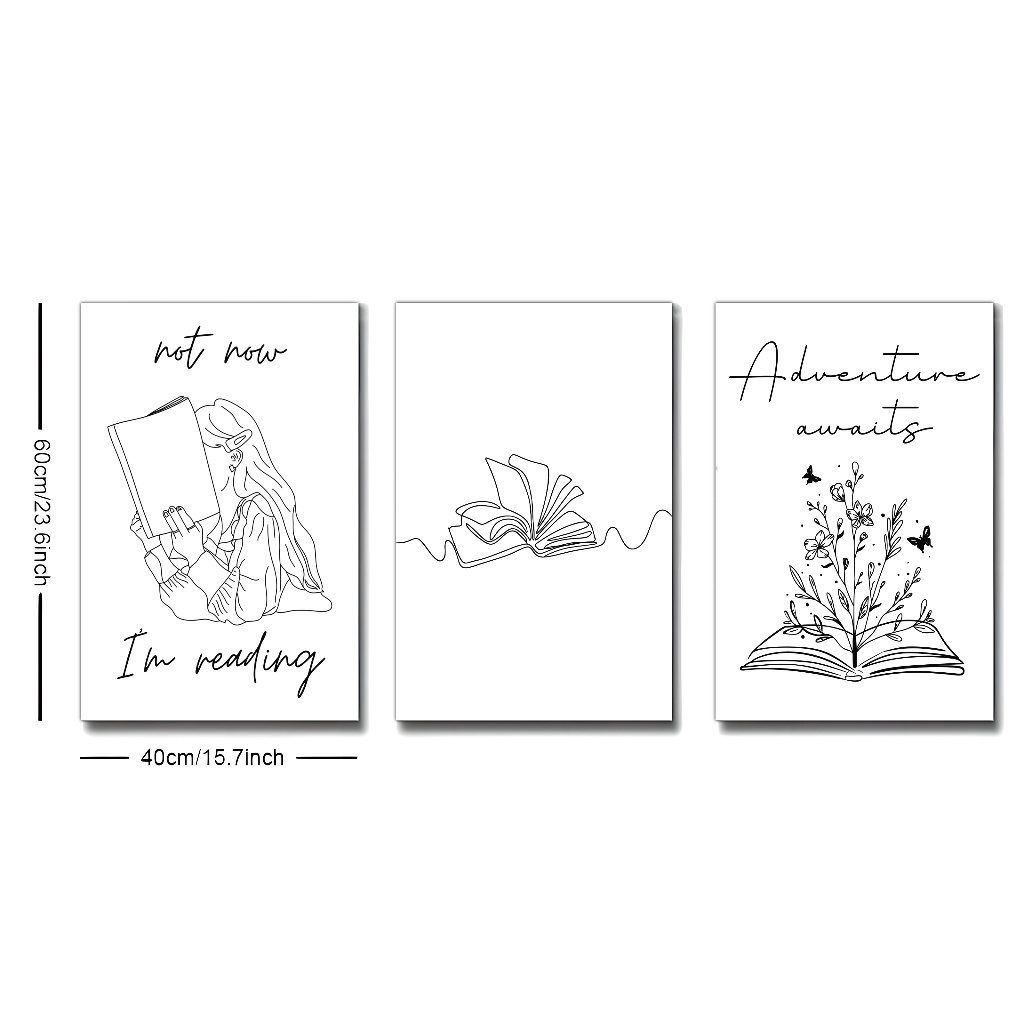 not now
I'm reading
Adventure
awaits
60cm/23.6inch
40cm/15.7inch